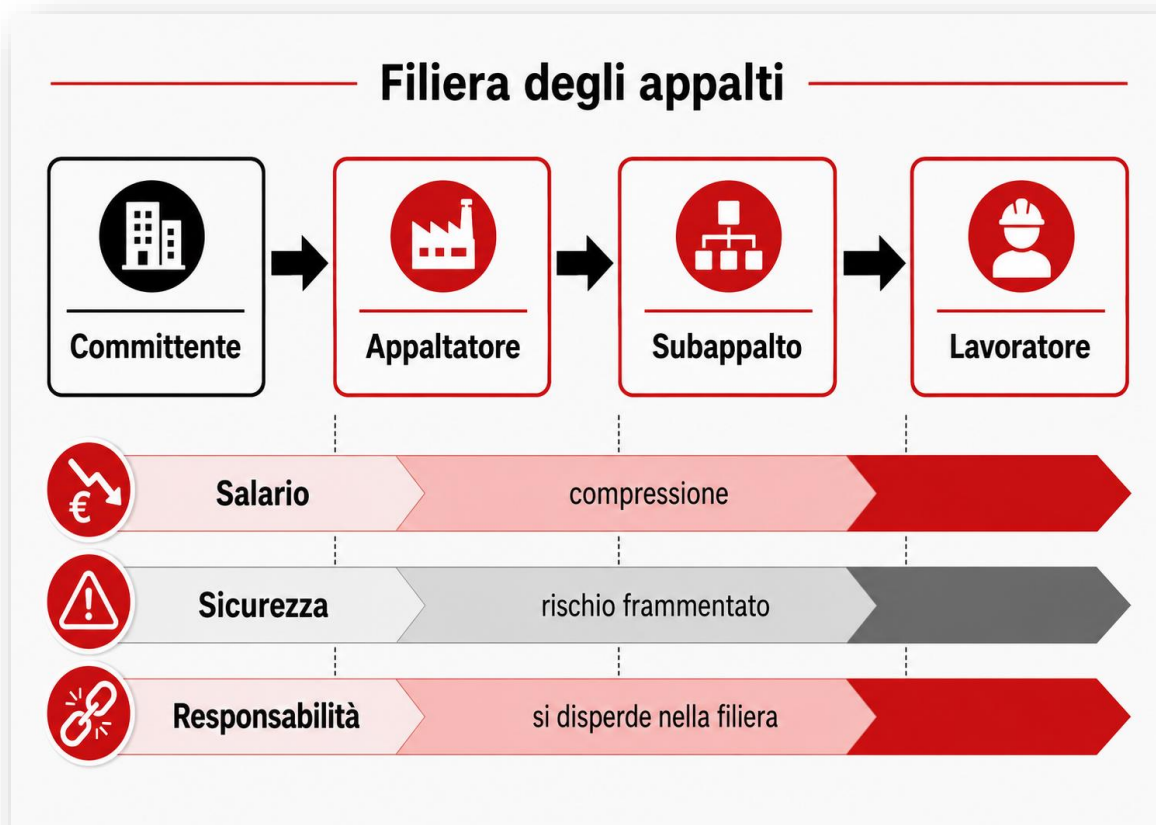 Filiera degli appalti
Committente
Appaltatore
Subappalto
Lavoratore
€
Salario
compressione
Sicurezza
rischio frammentato
Responsabilità
si disperde nella filiera